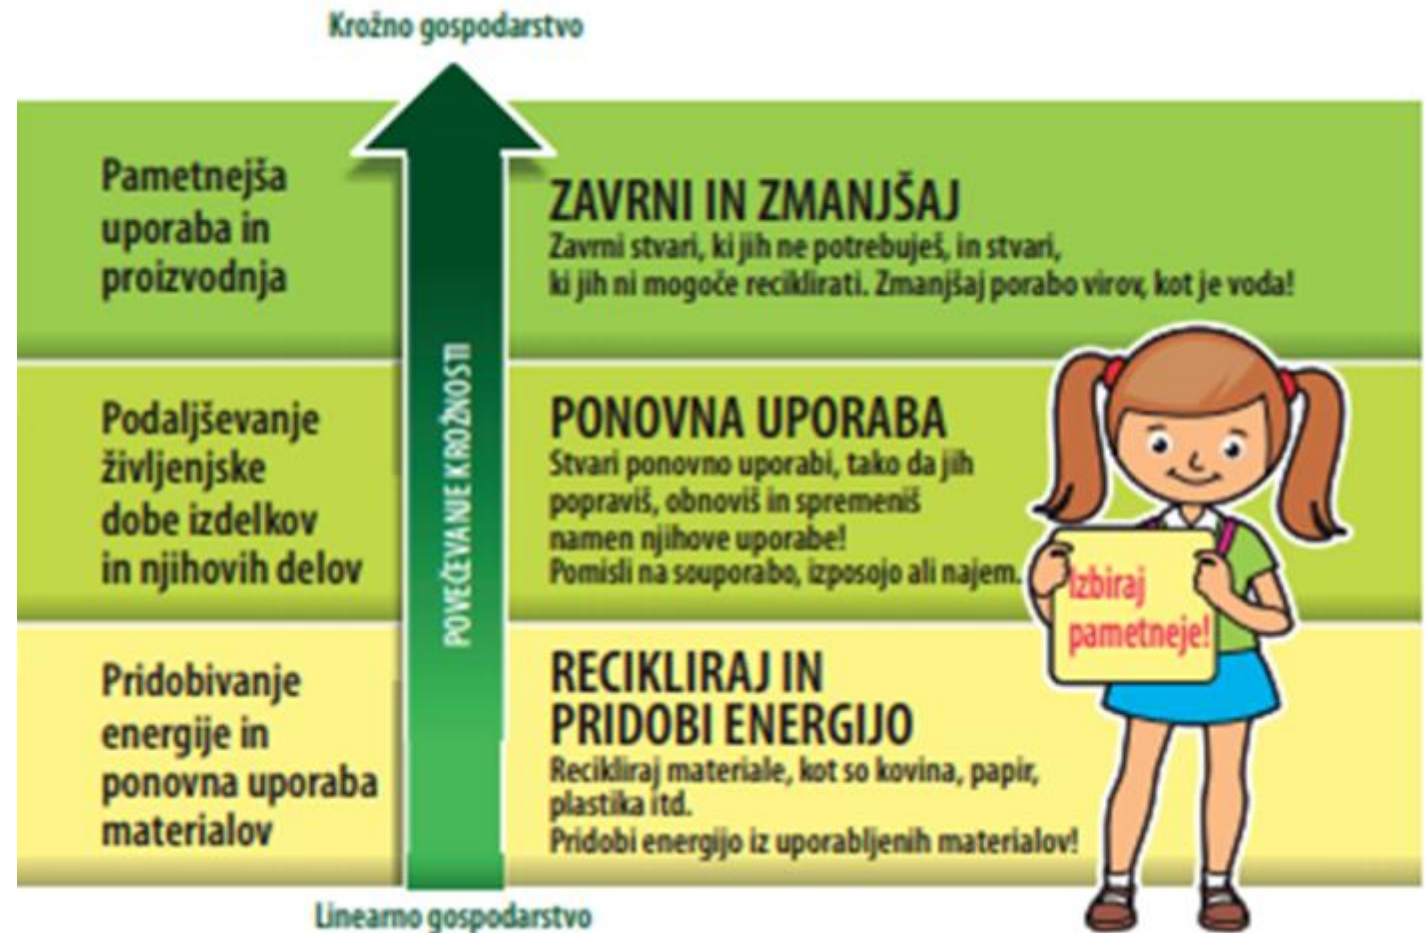 Krožno gospodarstvo
Pametnejša
uporaba in
proizvodnja
ZAVRNI IN ZMANJŠAJ
Zavrni stvari, ki jih ne potrebuješ, in stvari,
ki jih ni mogoče reciklirati. Zmanjšaj porabo virov, kot je voda!
POVEČEVANJE KROŽNOSTI
Podaljševanje
življenjske
dobe izdelkov
in njihovih delov
PONOVNA UPORABA
Stvari ponovno uporabi, tako da jih
popraviš, obnoviš in spremeniš
namen njihove uporabe!
Pomisli na souporabo, izposojo ali najem.
Izbiraj
pametneje!
Pridobivanje
energije in
ponovna uporaba
materialov
RECIKLIRAJ IN
PRIDOBI ENERGIJO
Recikliraj materiale, kot so kovina, papir,
plastika itd.
Pridobi energijo iz uporabljenih materialov!
Linearno gospodarstvo